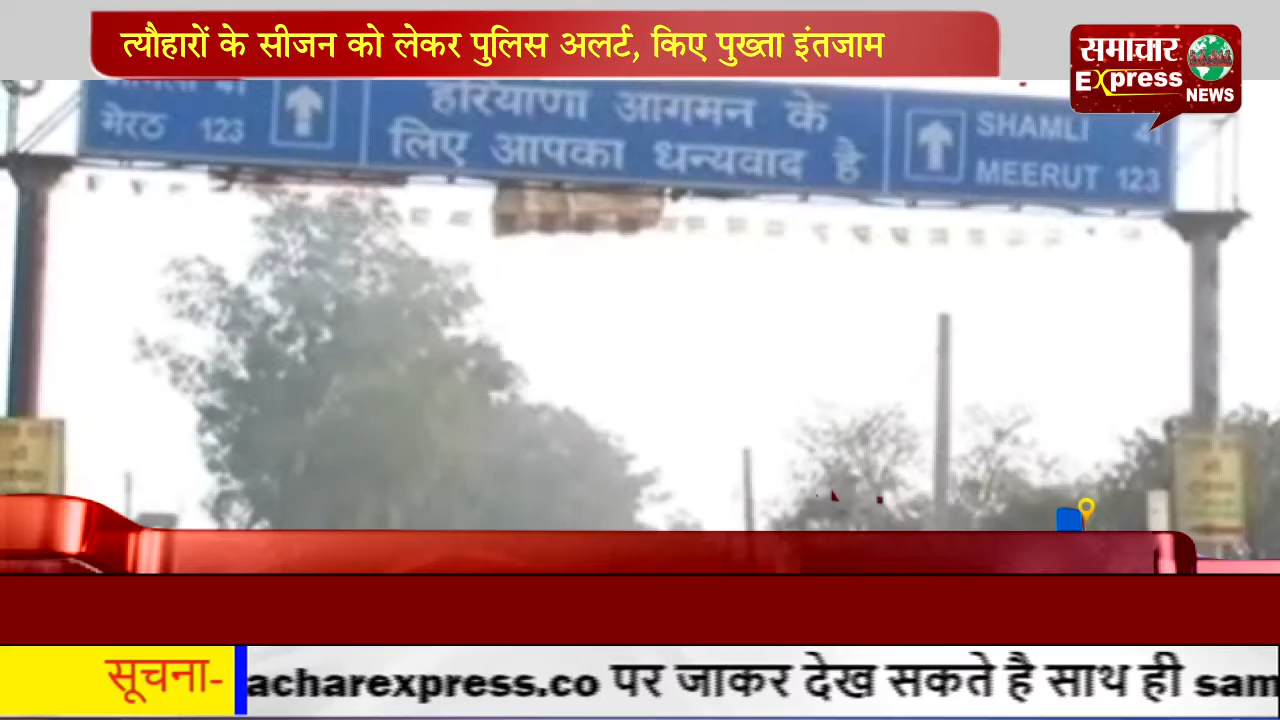 त्यौहारों के सीजन को लेकर पुलिस अलर्ट, किए पुख्ता इंतजाम
समाचार
Express
NEWS
मेरठ 123
हरियाणा आगमन के
लिए आपका धन्यवाद है
SHAMLI 41
MEERUT 123
सूचना- acharexpress.co पर जाकर देख सकते है साथ ही sam